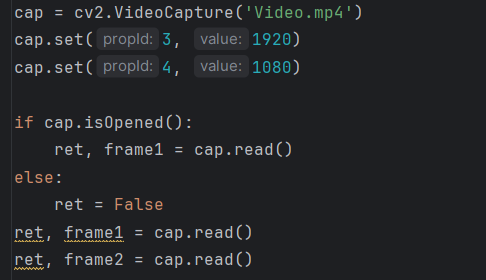 cap = cv2.VideoCapture('Video.mp4')
cap.set( propId: 3, value: 1920)
cap.set( propId: 4, value: 1080)
if cap.isOpened():
    ret, frame1 = cap.read()
else:
    ret = False
ret, frame1 = cap.read()
ret, frame2 = cap.read()